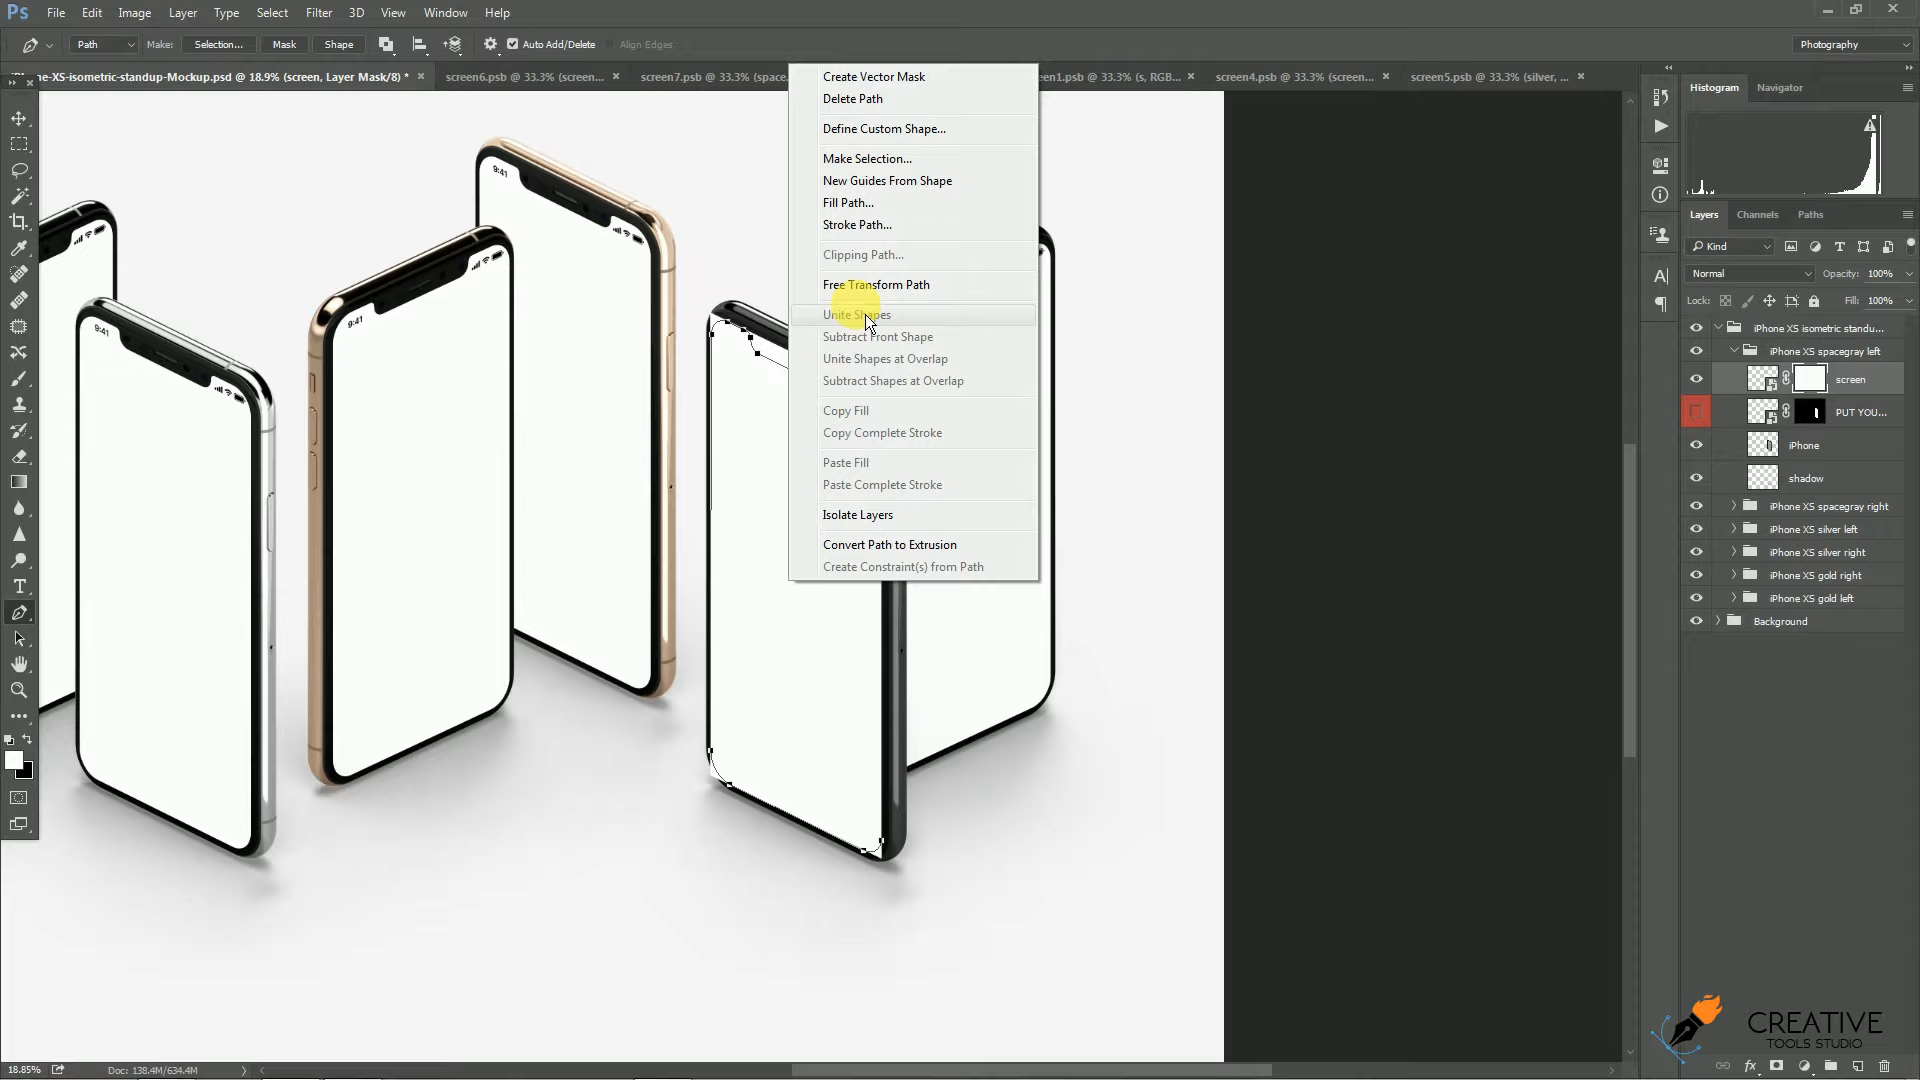 Ps File Edit Image Layer Type Select Filter 3D View Window Help
Path Make: Selection... Mask Shape Auto Add/Delete Align Edges Photography
ne-XS-isometric-standup-Mockup.psd @ 18.9% (screen, Layer Mask/8) * screen6.psb @ 33.3% (screen... screen7.psb @ 33.3% (space... en1.psb @ 33.3% (s, RGB... screen4.psb @ 33.3% (screen... screen5.psb @ 33.3% (silver, ...
Create Vector Mask
Delete Path
Define Custom Shape...
Make Selection...
New Guides From Shape
Fill Path...
Stroke Path...
Clipping Path...
Free Transform Path
Unite Shapes
Subtract Front Shape
Unite Shapes at Overlap
Subtract Shapes at Overlap
Copy Fill
Copy Complete Stroke
Paste Fill
Paste Complete Stroke
Isolate Layers
Convert Path to Extrusion
Create Constraint(s) from Path
9:41
9:41
9:41
Histogram Navigator
Layers Channels Paths
Kind
Normal Opacity: 100%
Lock: Fill: 100%
iPhone XS isometric standu...
iPhone XS spacegray left
screen
PUT YOU...
iPhone
shadow
iPhone XS spacegray right
iPhone XS silver left
iPhone XS silver right
iPhone XS gold right
iPhone XS gold left
Background
CREATIVE
TOOLS STUDIO
18.85% Doc: 138.4M/634.4M